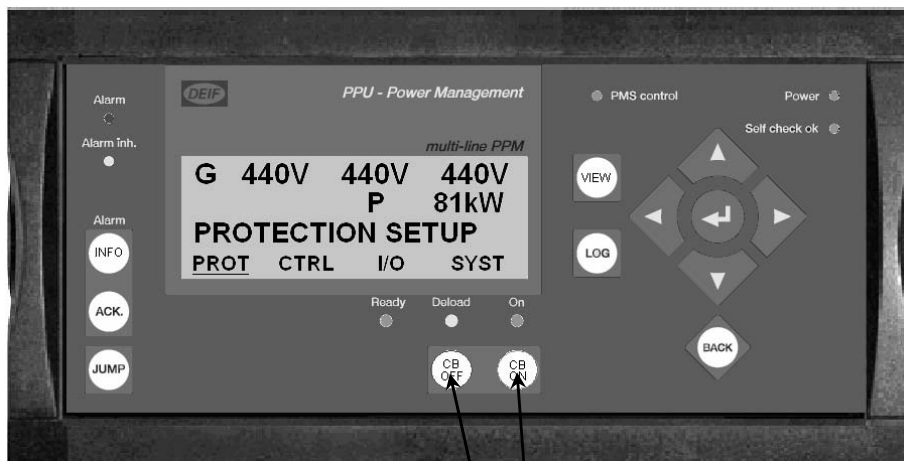 DEIF
PPU - Power Management
multi-line PPM
Alarm
Alarm inh.
PMS control
Power
Self check ok
G 440V 440V 440V
P 81kW
PROTECTION SETUP
PROT CTRL I/O SYST
VIEW
LOG
Alarm
INFO
ACK.
JUMP
Ready Deload On
CB OFF
CB ON
BACK